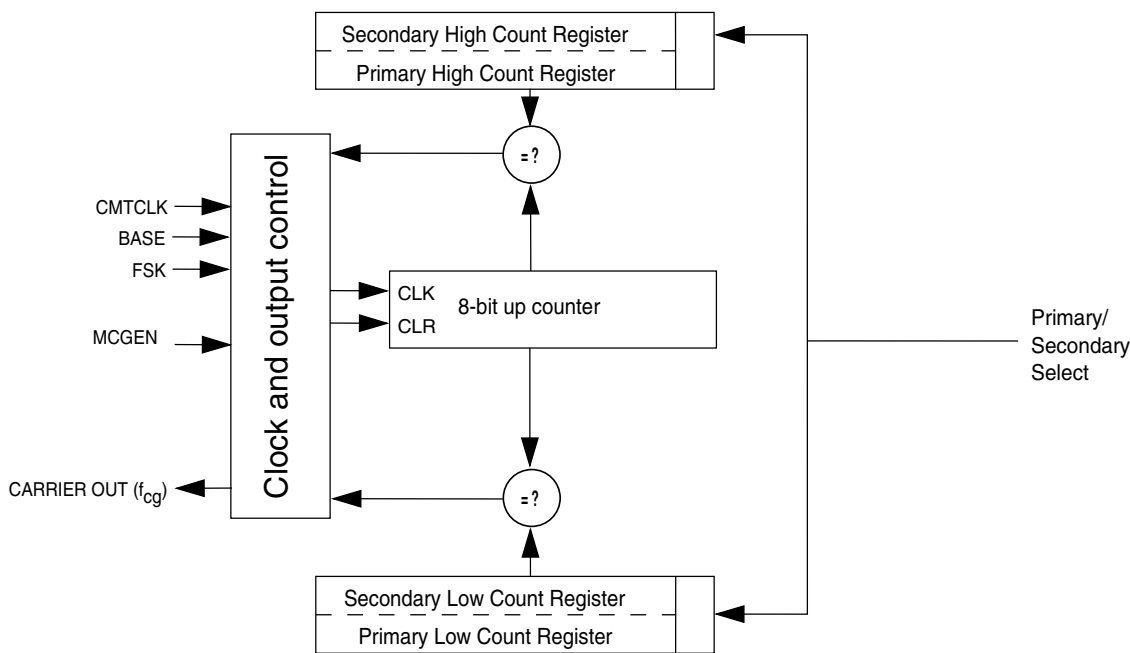 Secondary High Count Register
Primary High Count Register
=?
Clock and output control
CMTCLK
BASE
FSK
MCGEN
CARRIER OUT (fcg)
CLK
CLR
8-bit up counter
Primary/
Secondary
Select
=?
Secondary Low Count Register
Primary Low Count Register